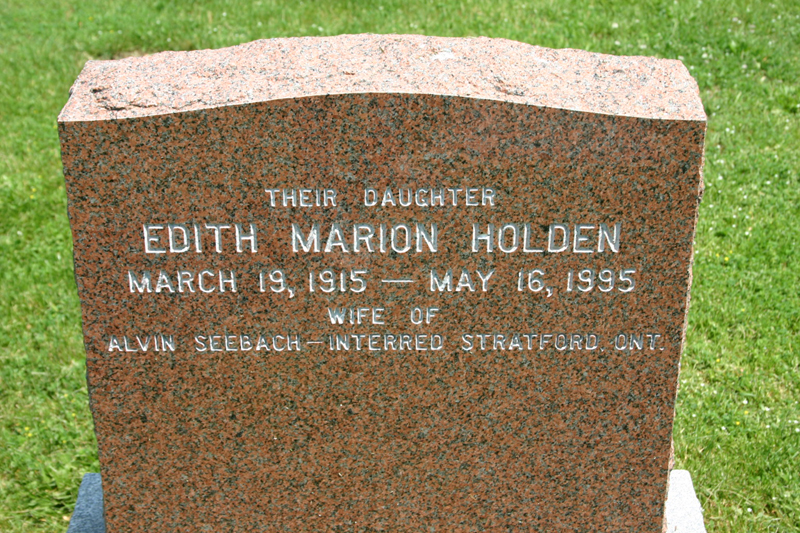 THEIR DAUGHTER
EDITH MARION HOLDEN
MARCH 19, 1915 — MAY 16, 1995
WIFE OF
ALVIN SEEBACH — INTERRED STRATFORD, ONT.